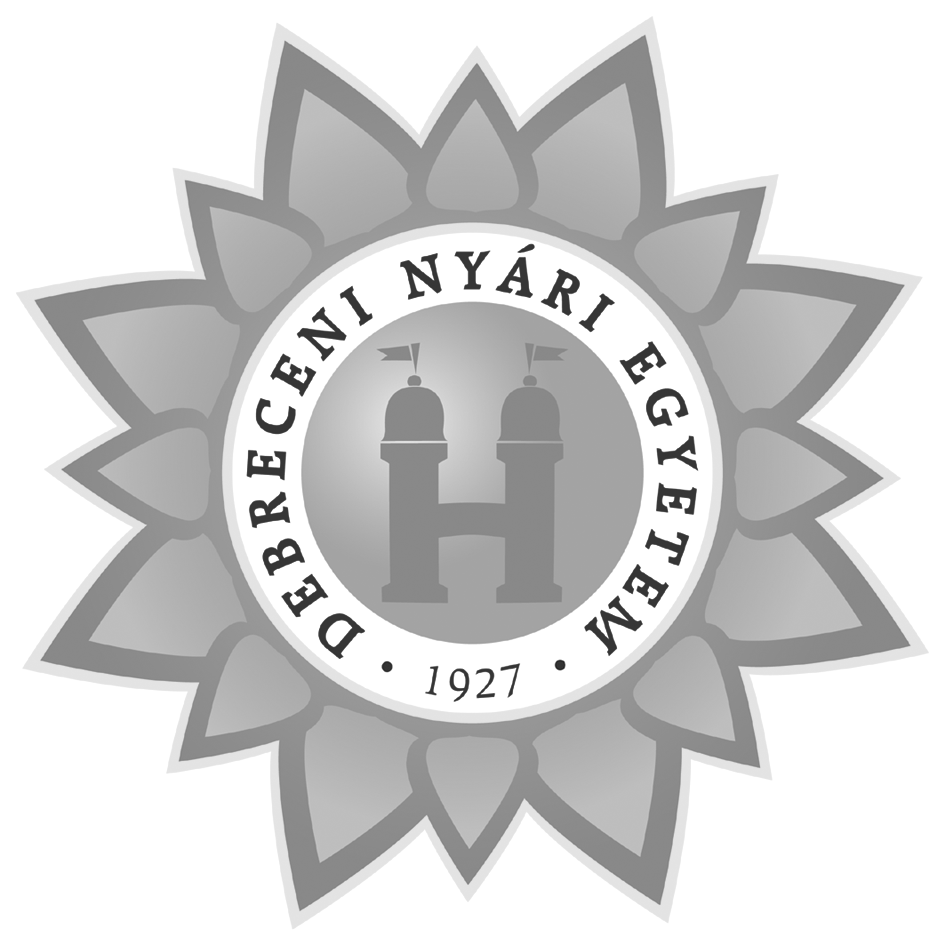 DEBRECENI NYÁRI EGYETEM
• 1927 •